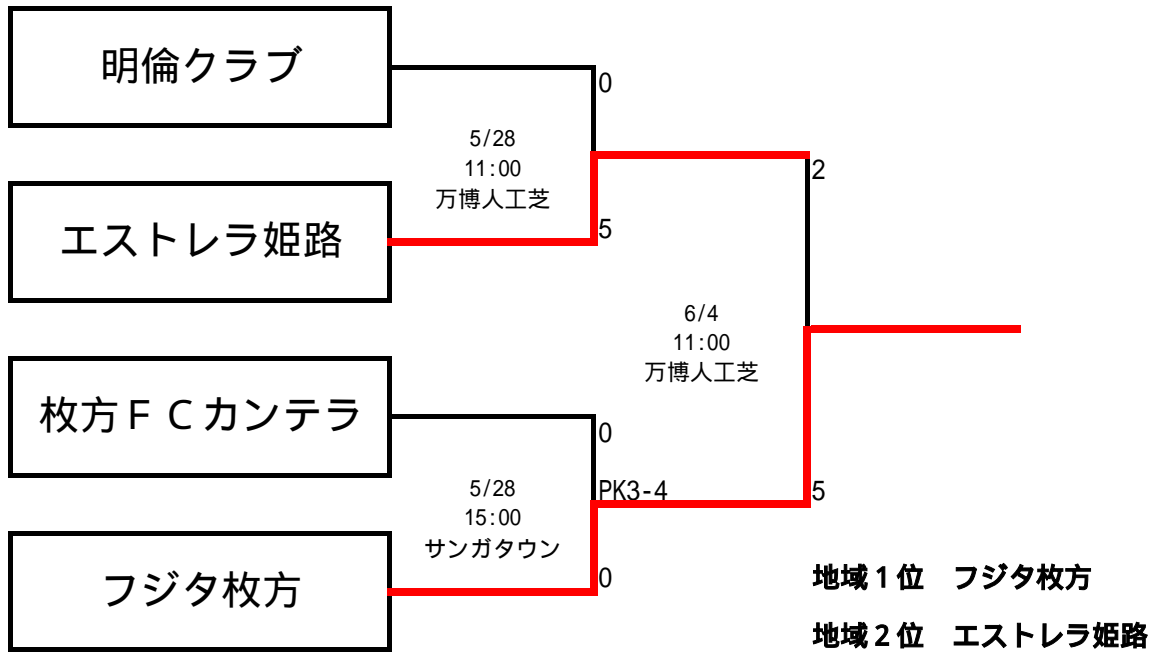 明倫クラブ
0
5/28
11:00
万博人工芝
2
5
エストレラ姫路
6/4
11:00
万博人工芝
枚方ＦＣカンテラ
0
5/28
15:00
サンガタウン
PK3-4
5
0
フジタ枚方
地域１位　フジタ枚方
地域２位　エストレラ姫路